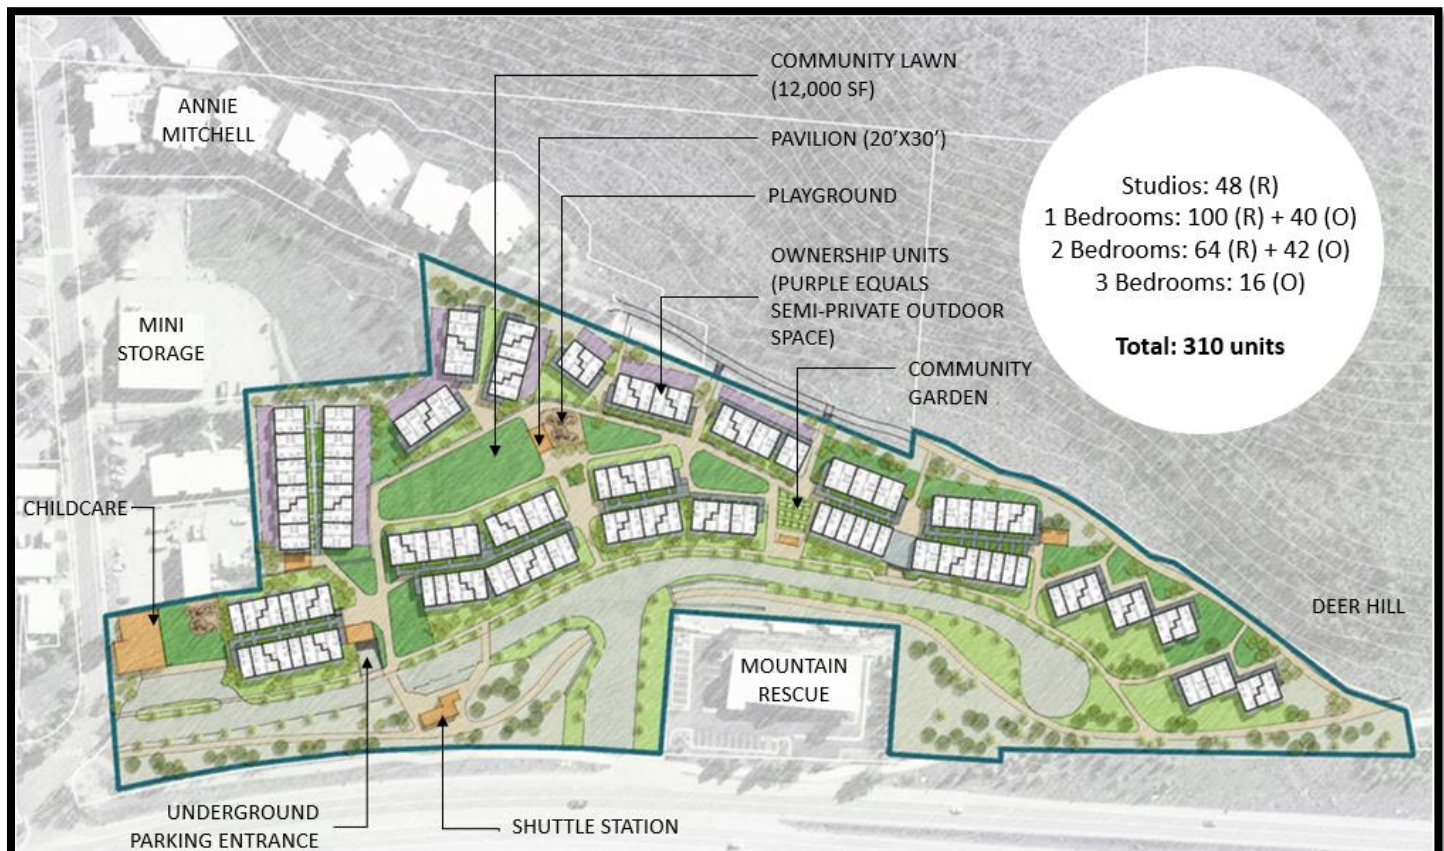 COMMUNITY LAWN
(12,000 SF)
ANNIE
MITCHELL
PAVILION (20’X30’)
PLAYGROUND
Studios: 48 (R)
1 Bedrooms: 100 (R) + 40 (O)
2 Bedrooms: 64 (R) + 42 (O)
3 Bedrooms: 16 (O)
Total: 310 units
OWNERSHIP UNITS
(PURPLE EQUALS
SEMI-PRIVATE OUTDOOR
SPACE)
MINI
STORAGE
COMMUNITY
GARDEN
CHILDCARE
DEER HILL
MOUNTAIN
RESCUE
UNDERGROUND
PARKING ENTRANCE
SHUTTLE STATION